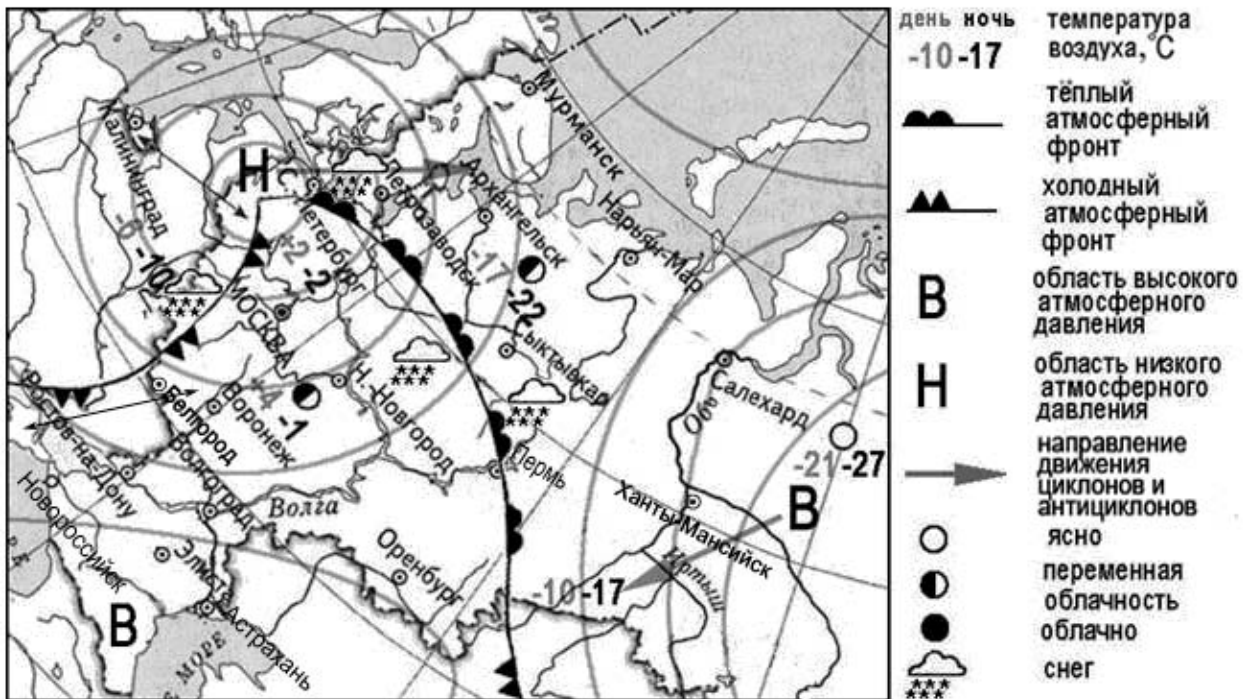 Мурманск
Калининград
Н
С.-Петербург
Петрозаводск
Архангельск
Нарьян-Мар
-6 -10
+2 -2
-17 -22
МОСКВА
Сыктывкар
+4 -1
Н.-Новгород
Белгород
Воронеж
Ростов-на-Дону
Волгоград
Новороссийск
Волга
Пермь
Оренбург
Элиста
Астрахань
В
МОРЕ
Салехард
Обь
-21 -27
В
Ханты-Мансийск
Иртыш
-10 -17
день ночь температура
-10 -17 воздуха,°С
тёплый
атмосферный
фронт
холодный
атмосферный
фронт
В
область высокого
атмосферного
давления
Н
область низкого
атмосферного
давления
направление
движения
циклонов и
антициклонов
ясно
переменная
облачность
облачно
снег